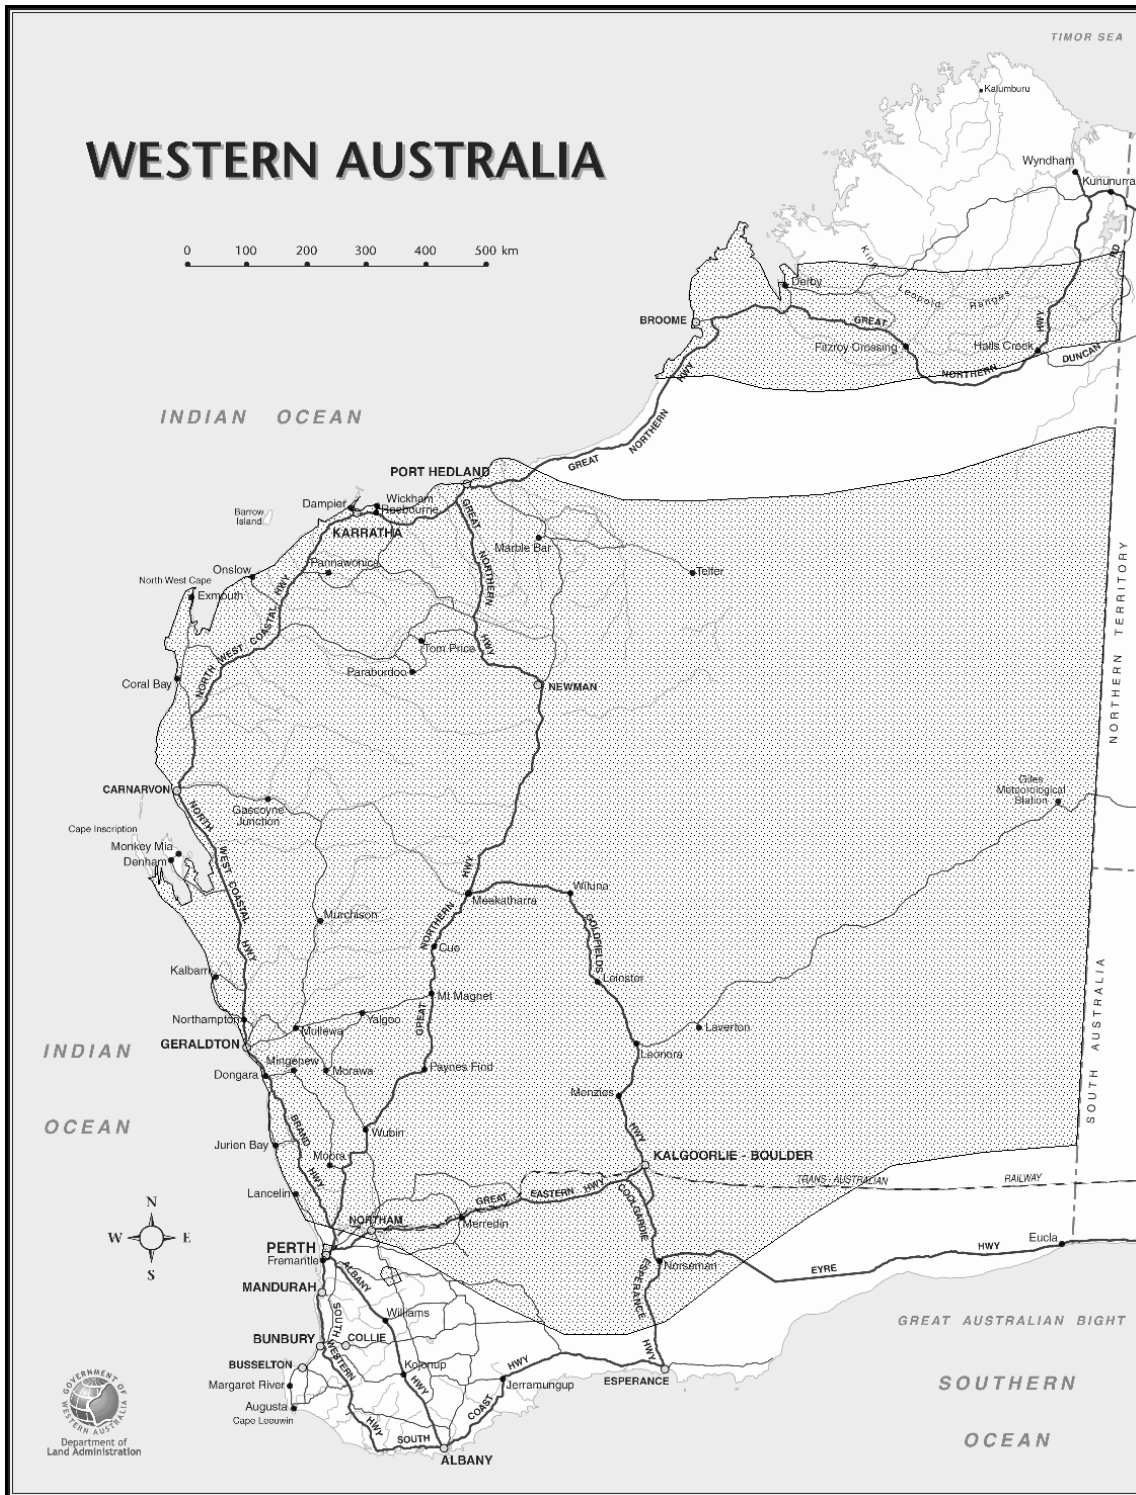 TIMOR SEA
Kalumburu
WESTERN AUSTRALIA
Wyndham
Kununurra
0 100 200 300 400 500 km
RD
King
Leopold
Ranges
Derby
BROOME
GREAT
HWY
Fitzroy Crossing
Halls Creek
DUNCAN
NORTHERN
HWY
INDIAN OCEAN
NORTHERN
GREAT
PORT HEDLAND
Wickham
Dampier
Roebourne
Barrow
Island
KARRATHA
GREAT
Marble Bar
NORTHERN
Pannawonica
Onslow
Telfer
North West Cape
Exmouth
HWY
COASTAL
WEST
NORTH
HWY
Tom Price
Paraburdoo
Coral Bay
NEWMAN
NORTHERN TERRITORY
Giles
Meteorological
Station
CARNARVON
Gascoyne
Junction
NORTH
Cape Inscription
Monkey Mia
Denham
WEST COASTAL
HWY
HWY
Meekatharra
Wiluna
Murchison
NORTHERN
GOLDFIELDS
Cue
Kalbarri
Leinster
Mt Magnet
Northampton
Yalgoo
GREAT
Mullewa
Laverton
GERALDTON
Leonora
INDIAN
OCEAN
Mingenew
Dongara
Morawa
Paynes Find
Menzies
SOUTH AUSTRALIA
BRAND
HWY
Wubin
HWY
Jurien Bay
Moora
KALGOORLIE - BOULDER
TRANS - AUSTRALIAN
RAILWAY
Lancelin
GREAT
EASTERN
HWY
COOLGARDIE
N
W E
S
NORTHAM
Merredin
PERTH
Fremantle
Eucla
HWY
EYRE
Norseman
ESPERANCE
HWY
ALBANY
HWY
MANDURAH
SOUTH
WESTERN
HWY
Williams
BUNBURY
COLLIE
GREAT AUSTRALIAN BIGHT
BUSSELTON
Kojonup
HWY
Margaret River
Jerramungup
ESPERANCE
Augusta
Cape Leeuwin
COAST
SOUTH
ALBANY
SOUTHERN
OCEAN
GOVERNMENT OF
WESTERN AUSTRALIA
Department of
Land Administration